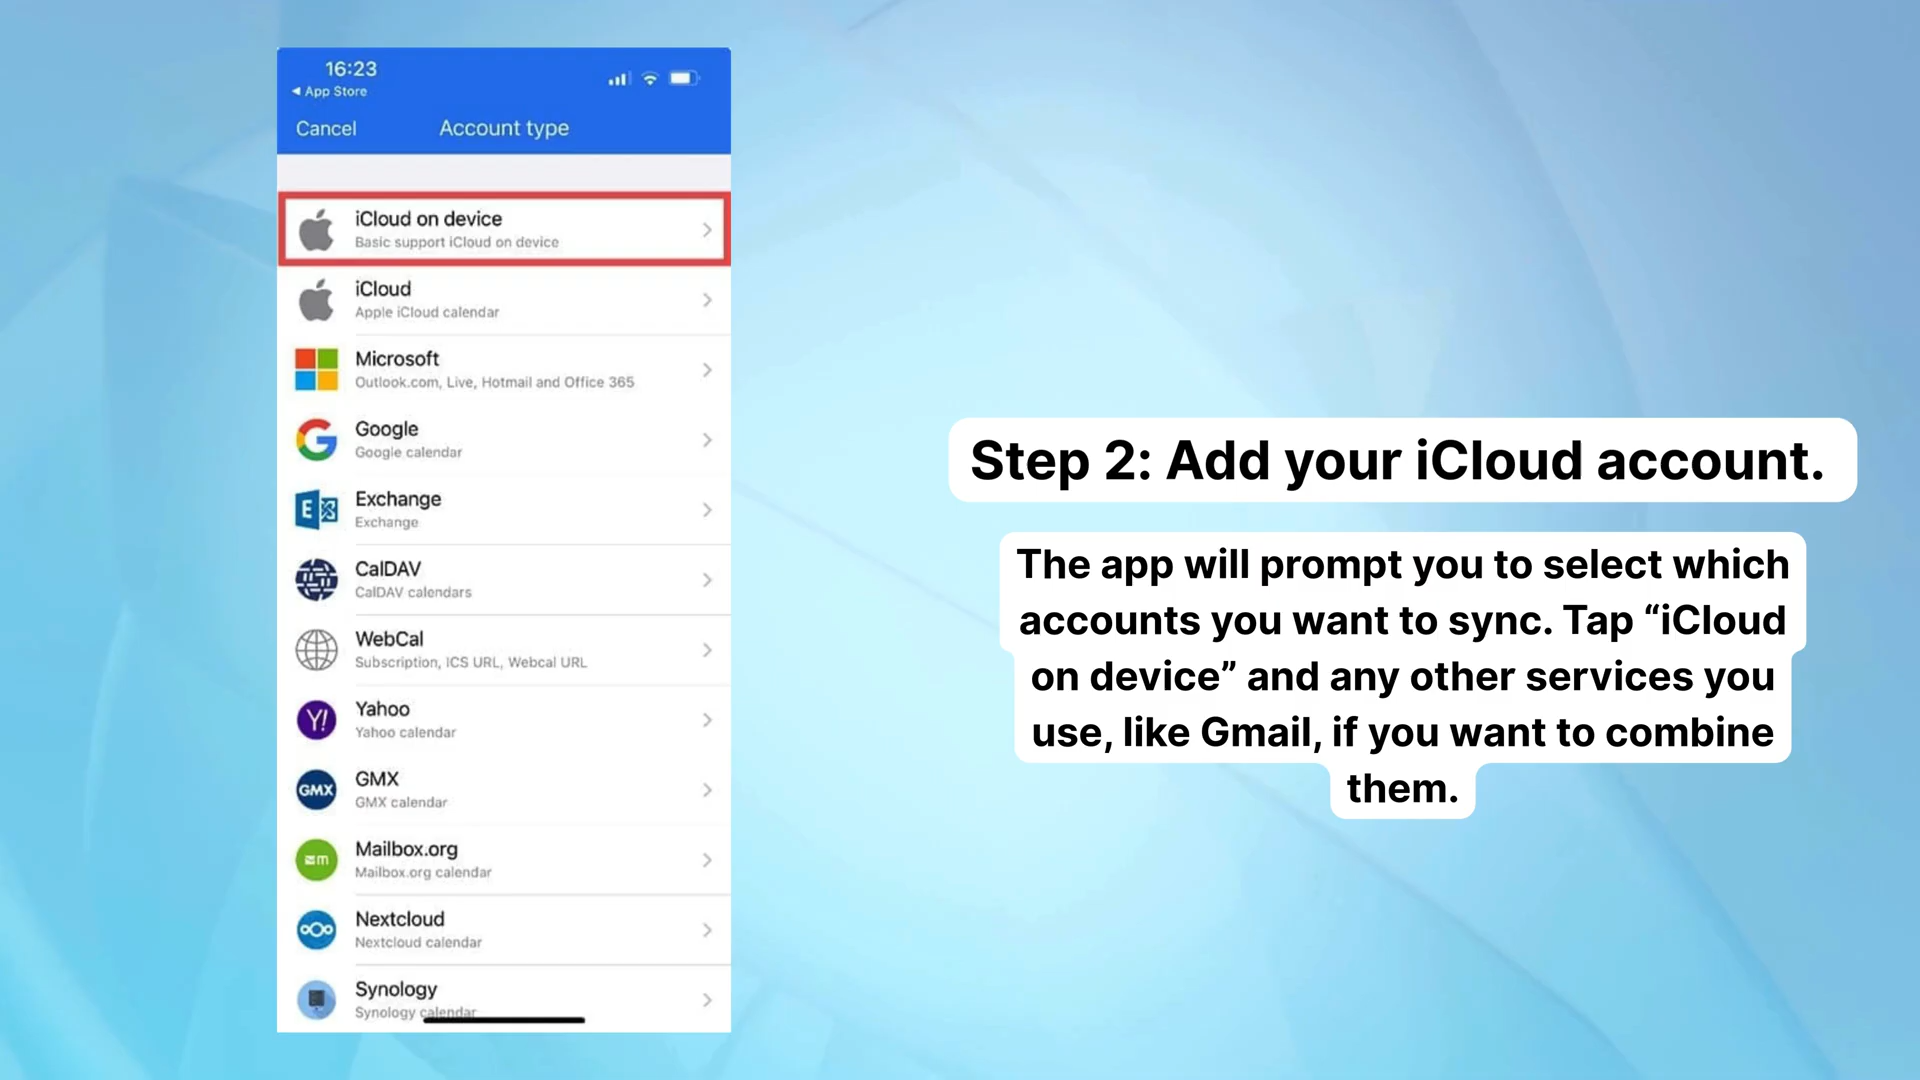 16:23
◀ App Store
Cancel
Account type
iCloud on device
Basic support iCloud on device
iCloud
Apple iCloud calendar
Microsoft
Outlook.com, Live, Hotmail and Office 365
Google
Google calendar
E
Exchange
Exchange
CalDAV
CalDAV calendars
WebCal
Subscription, ICS URL, Webcal URL
Y!
Yahoo
Yahoo calendar
GMX
GMX
GMX calendar
m
Mailbox.org
Mailbox.org calendar
Nextcloud
Nextcloud calendar
Synology
Synology calendar
Step 2: Add your iCloud account.
The app will prompt you to select which
accounts you want to sync. Tap “iCloud
on device” and any other services you
use, like Gmail, if you want to combine
them.